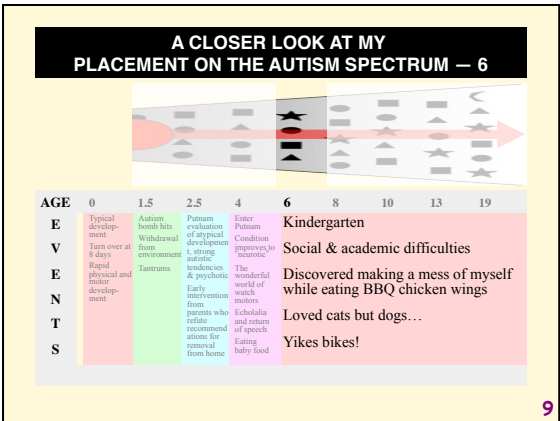 A CLOSER LOOK AT MY
PLACEMENT ON THE AUTISM SPECTRUM — 6
AGE 0 1.5 2.5 4 6 8 10 13 19
E
V
E
N
T
S
Typical
develop-
ment
Turn over at
8 days
Rapid
physical and
motor
develop-
ment
Autism
bomb hits
Withdrawal
from
environment
Tantrums
Putnam
evaluation
of atypical
developmen
t, strong
autistic
tendencies
& psychotic
Early
intervention
from
parents who
refute
recommend
ations for
removal
from home
Enter
Putnam
Condition
improves to
"neurotic"
The
wonderful
world of
watch
motors
Echolalia
and return
of speech
Eating
baby food
Kindergarten
Social & academic difficulties
Discovered making a mess of myself
while eating BBQ chicken wings
Loved cats but dogs…
Yikes bikes!
9